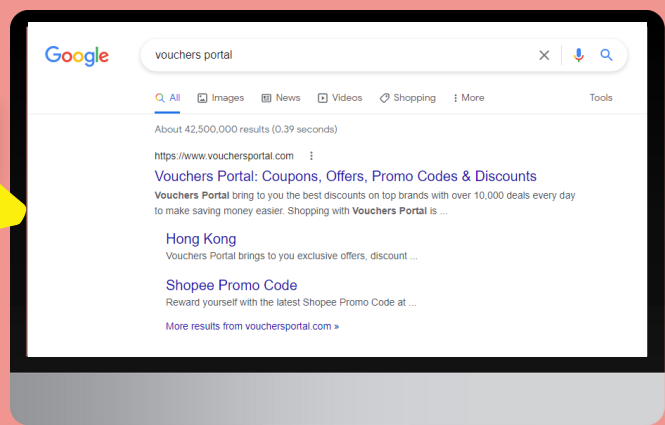 Google
vouchers portal
All Images News Videos Shopping More Tools
About 42,500,000 results (0.39 seconds)
https://www.vouchersportal.com
Vouchers Portal: Coupons, Offers, Promo Codes & Discounts
Vouchers Portal bring to you the best discounts on top brands with over 10,000 deals every day
to make saving money easier. Shopping with Vouchers Portal is ...
Hong Kong
Vouchers Portal brings to you exclusive offers, discount ...
Shopee Promo Code
Reward yourself with the latest Shopee Promo Code at ...
More results from vouchersportal.com »